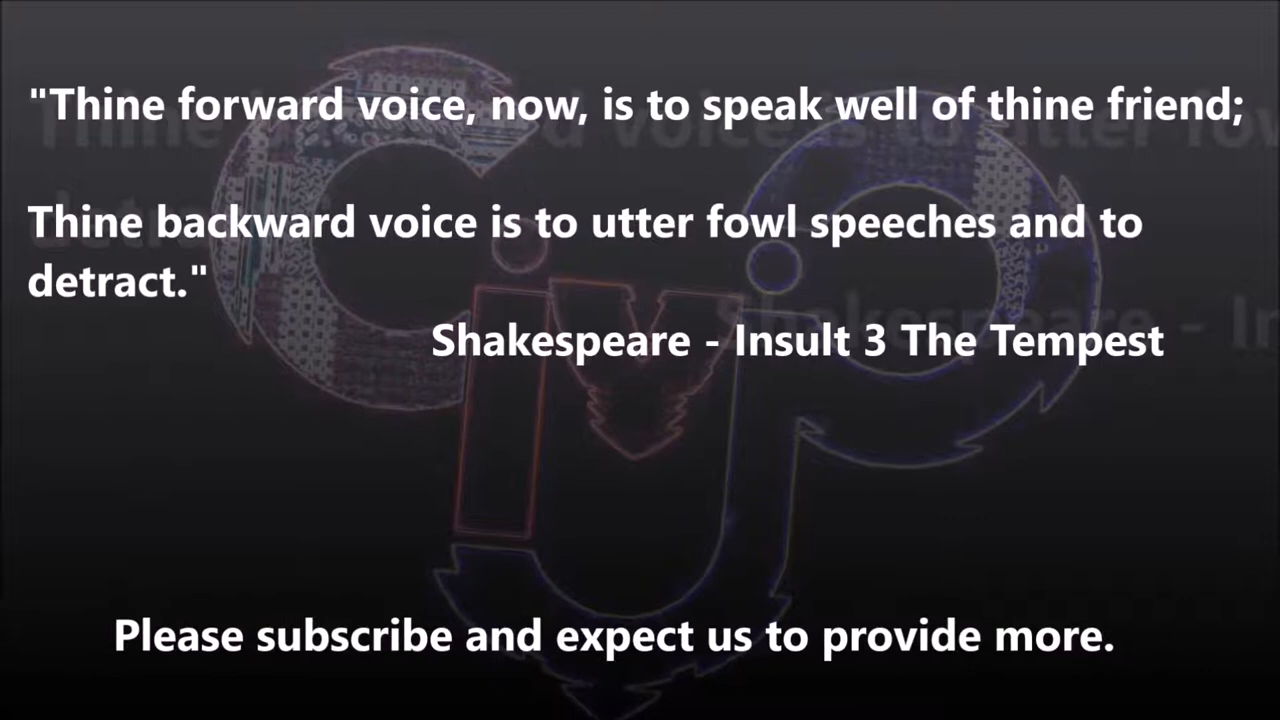 "Thine forward voice, now, is to speak well of thine friend;
Thine backward voice is to utter fowl speeches and to
detract."
Shakespeare - Insult 3 The Tempest
Please subscribe and expect us to provide more.